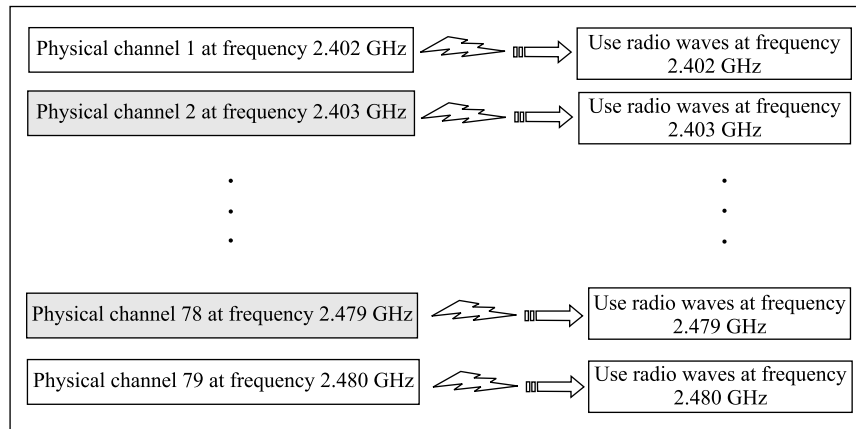 Physical channel 1 at frequency 2.402 GHz
Use radio waves at frequency
2.402 GHz
Physical channel 2 at frequency 2.403 GHz
Use radio waves at frequency
2.403 GHz
Physical channel 78 at frequency 2.479 GHz
Use radio waves at frequency
2.479 GHz
Physical channel 79 at frequency 2.480 GHz
Use radio waves at frequency
2.480 GHz